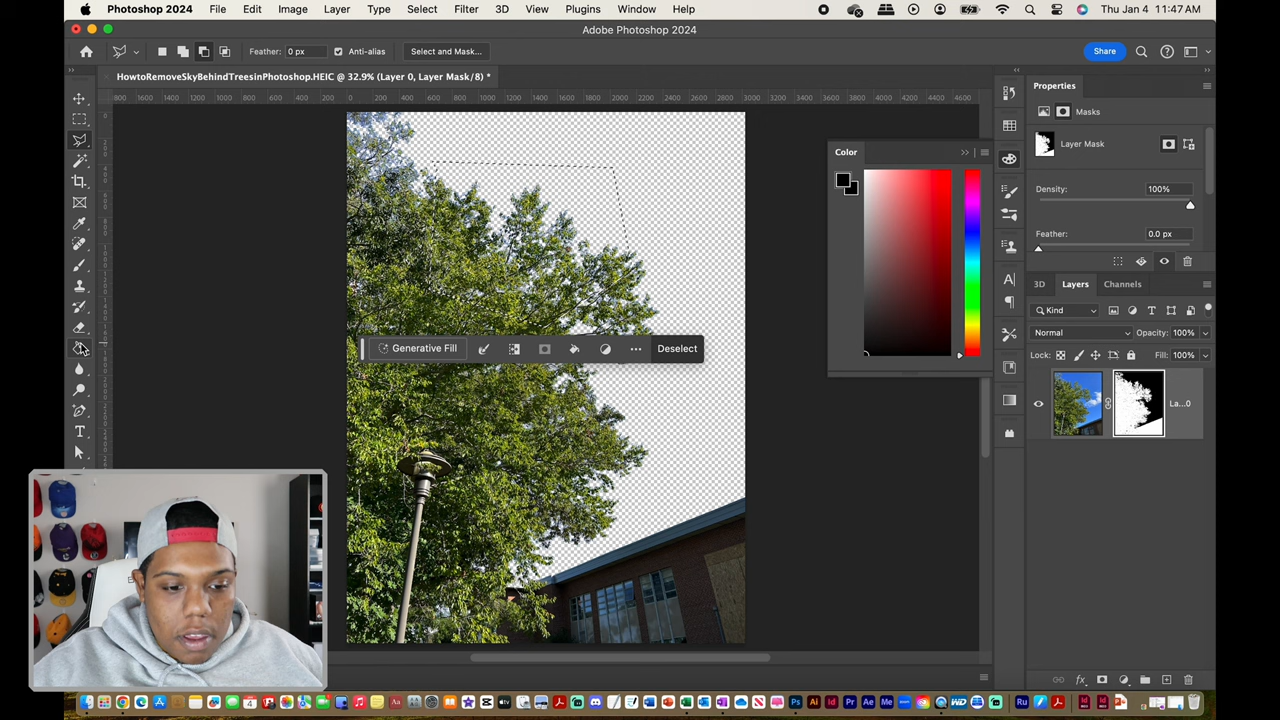 Photoshop 2024 File Edit Image Layer Type Select Filter 3D View Plugins Window Help Thu Jan 4 11:47 AM
Adobe Photoshop 2024
Feather: 0 px Anti-alias Select and Mask... Share
HowtoRemoveSkyBehindTreesinPhotoshop.HEIC @ 32.9% (Layer 0, Layer Mask/8) *
Properties
Masks
Color
Layer Mask
Density: 100%
Feather: 0.0 px
3D Layers Channels
Kind
Normal Opacity: 100%
Lock: Fill: 100%
Generative Fill Deselect
La...0